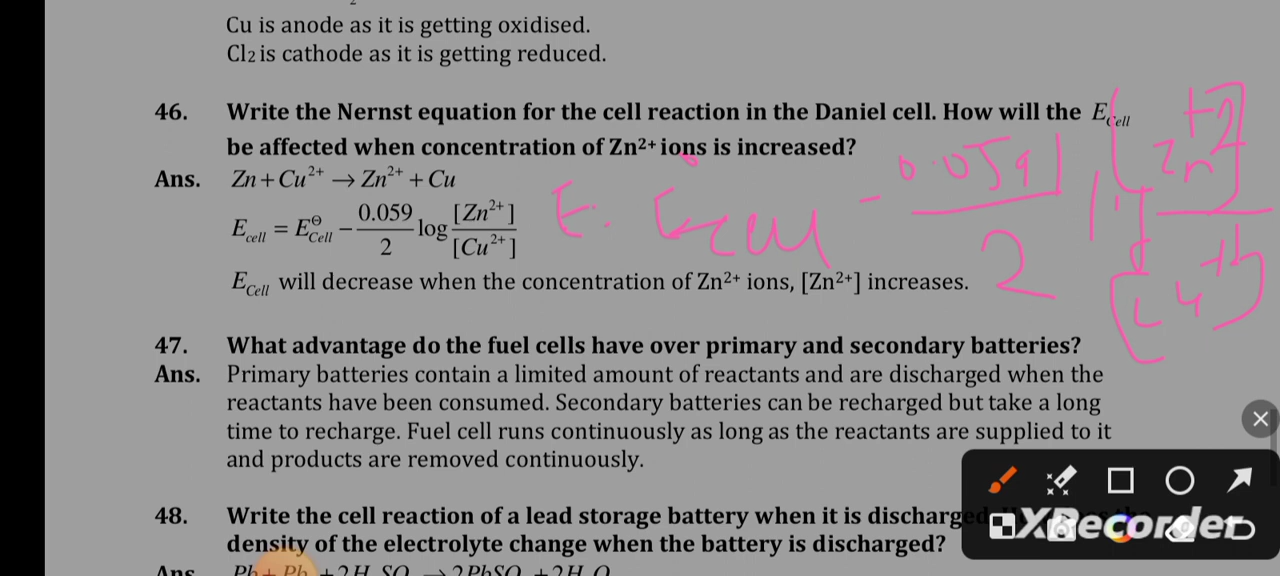 Cu is anode as it is getting oxidised.
Cl2 is cathode as it is getting reduced.
46. Write the Nernst equation for the cell reaction in the Daniel cell. How will the E_Cell
be affected when concentration of Zn²⁺ ions is increased?
Ans. Zn + Cu²⁺ → Zn²⁺ + Cu
E_cell = E^Θ_Cell − 0.059/2 log [Zn²⁺]/[Cu²⁺]
E_Cell will decrease when the concentration of Zn²⁺ ions, [Zn²⁺] increases.
− 0.0591/2
47. What advantage do the fuel cells have over primary and secondary batteries?
Ans. Primary batteries contain a limited amount of reactants and are discharged when the
reactants have been consumed. Secondary batteries can be recharged but take a long
time to recharge. Fuel cell runs continuously as long as the reactants are supplied to it
and products are removed continuously.
48. Write the cell reaction of a lead storage battery when it is discharged
density of the electrolyte change when the battery is discharged?
XRecorder